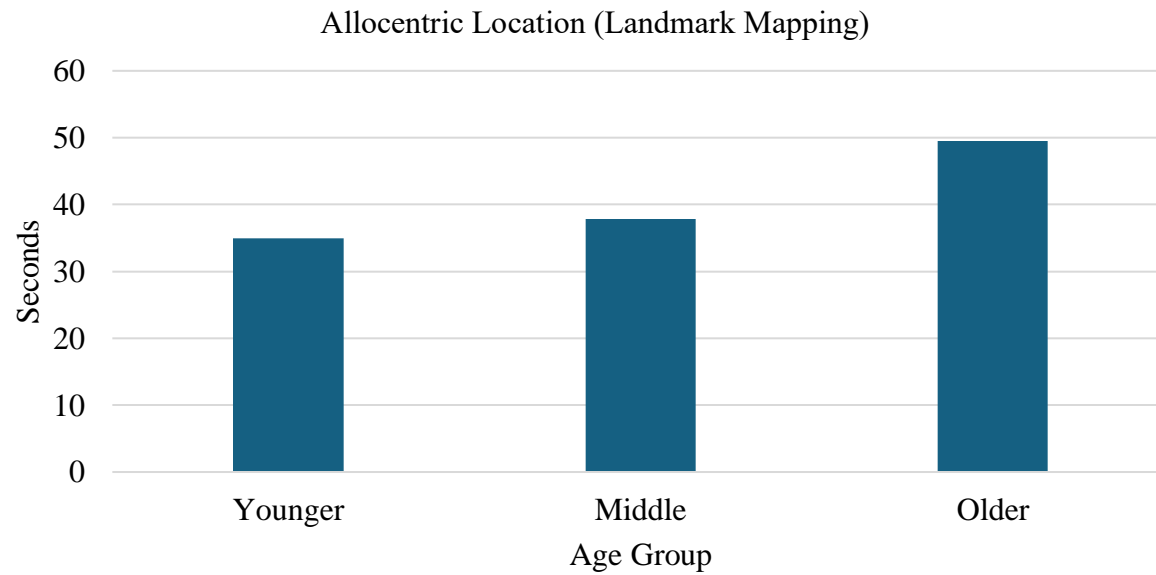 Allocentric Location (Landmark Mapping)
60
50
40
30
20
10
0
Seconds
Younger Middle Older
Age Group